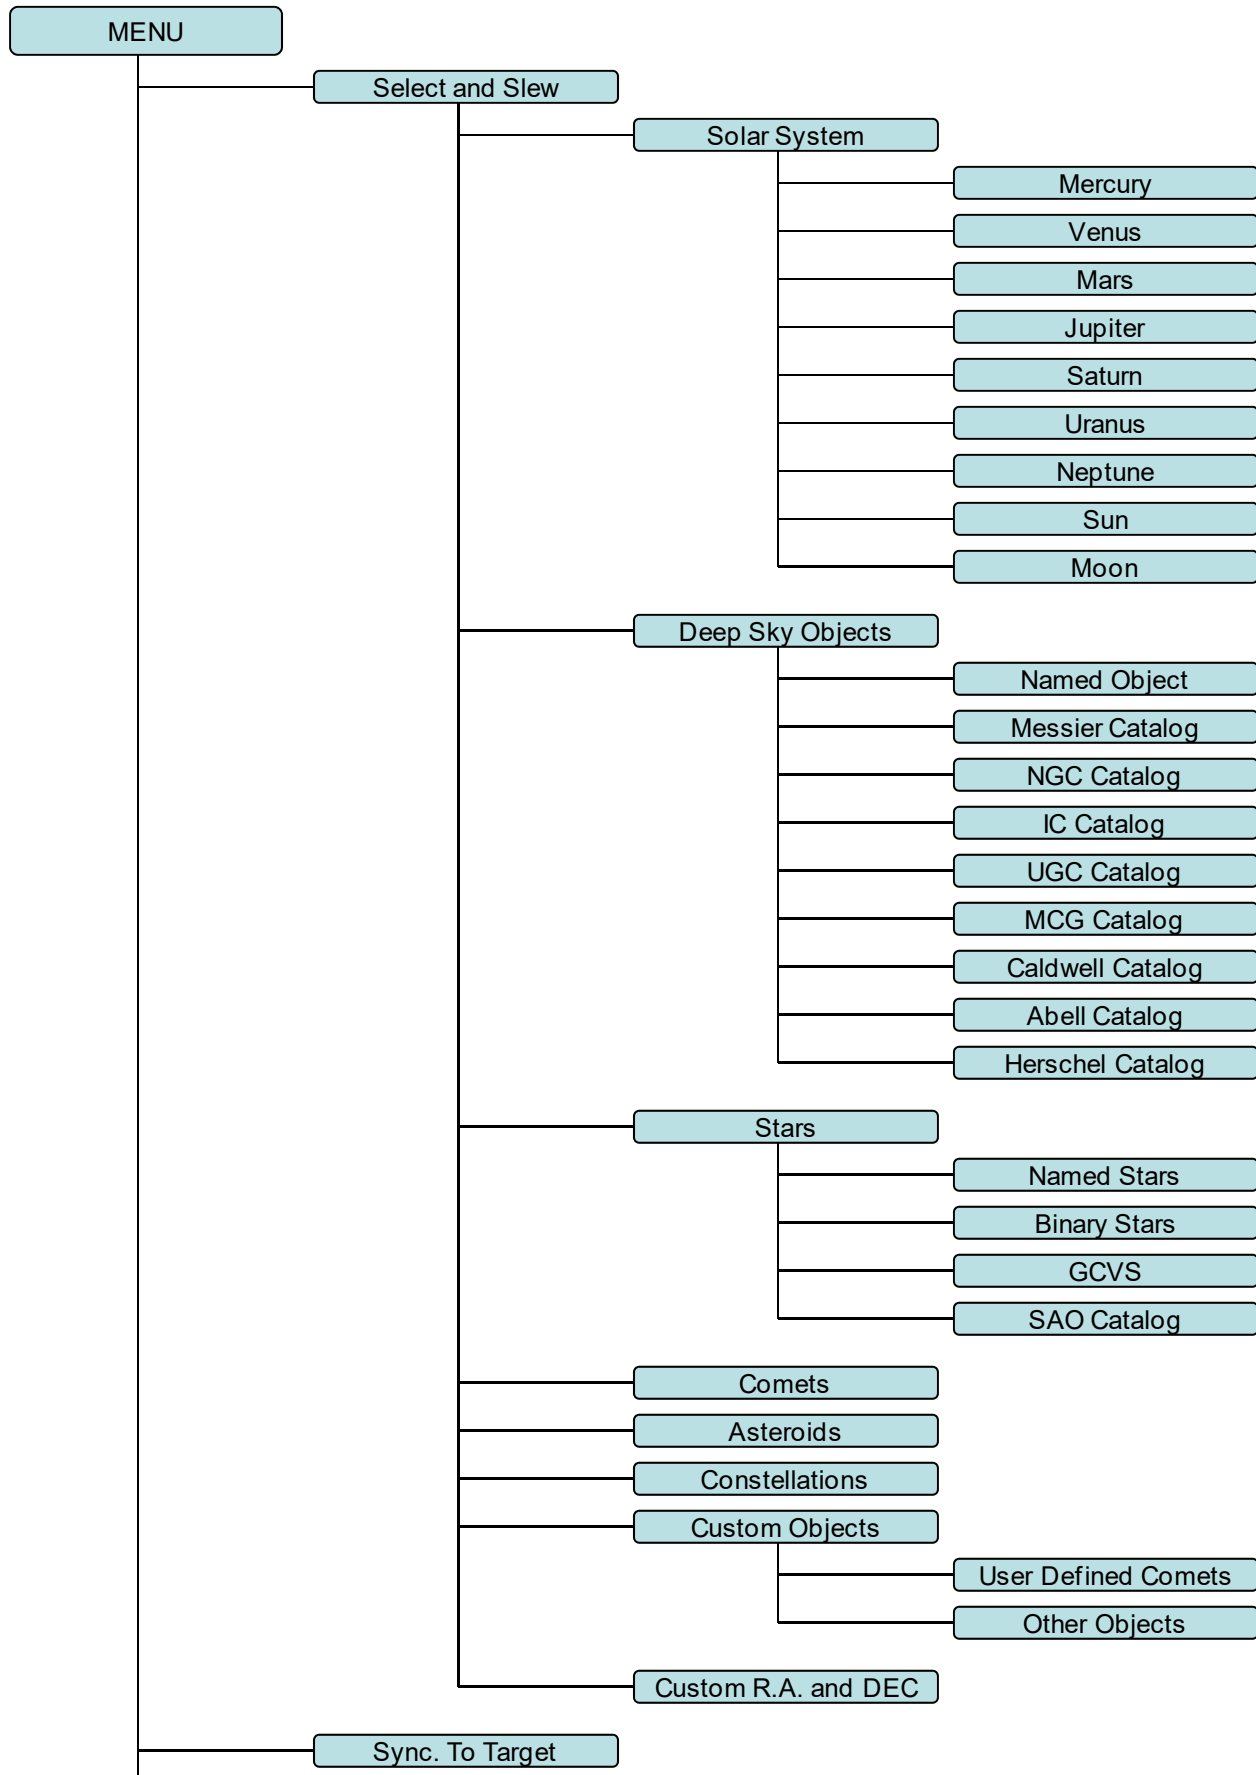 MENU
Select and Slew
Solar System
Mercury
Venus
Mars
Jupiter
Saturn
Uranus
Neptune
Sun
Moon
Deep Sky Objects
Named Object
Messier Catalog
NGC Catalog
IC Catalog
UGC Catalog
MCG Catalog
Caldwell Catalog
Abell Catalog
Herschel Catalog
Stars
Named Stars
Binary Stars
GCVS
SAO Catalog
Comets
Asteroids
Constellations
Custom Objects
User Defined Comets
Other Objects
Custom R.A. and DEC
Sync. To Target